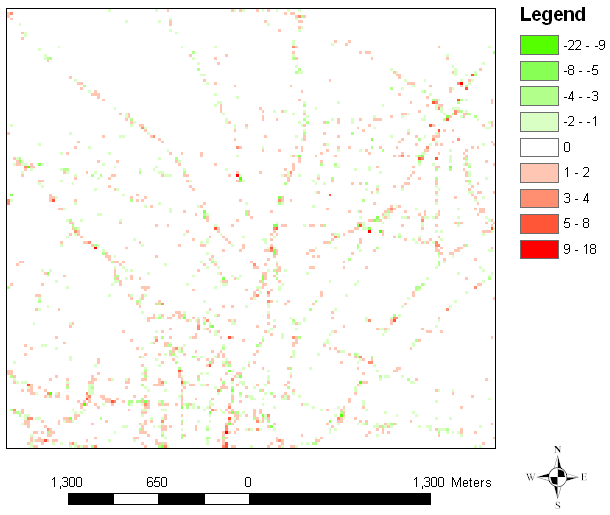 Legend
-22 - -9
-8 - -5
-4 - -3
-2 - -1
0
1 - 2
3 - 4
5 - 8
9 - 18
N
W E
S
1,300 650 0 1,300 Meters